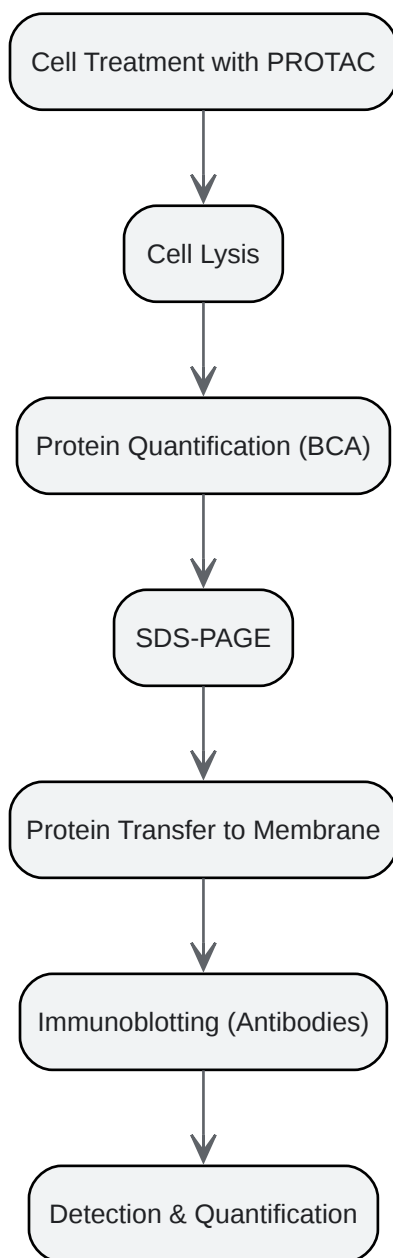 Cell Treatment with PROTAC
Cell Lysis
Protein Quantification (BCA)
SDS-PAGE
Protein Transfer to Membrane
Immunoblotting (Antibodies)
Detection & Quantification